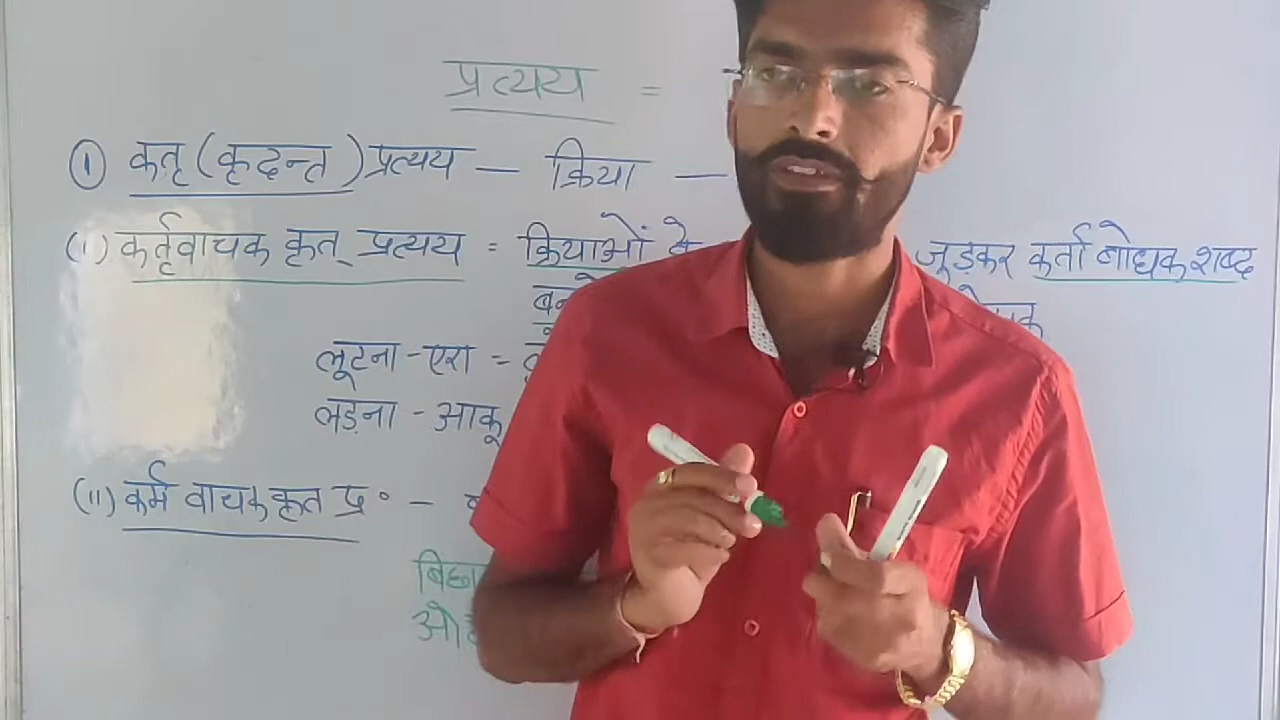 प्रत्यय =
① कतृ (कृदन्त) प्रत्यय — क्रिया —
(i) कर्तृवाचक कृत् प्रत्यय = क्रियाओं के जुड़कर कर्ता बोधक शब्द
लूटना - एरा =
लड़ना - आकू
(ii) कर्म वाचक कृत प्र॰ -